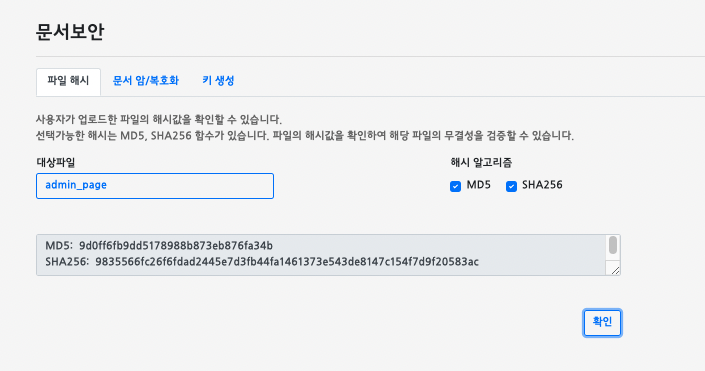 문서보안
파일 해시 문서 암/복호화 키 생성
사용자가 업로드한 파일의 해시값을 확인할 수 있습니다.
선택가능한 해시는 MD5, SHA256 함수가 있습니다. 파일의 해시값을 확인하여 해당 파일의 무결성을 검증할 수 있습니다.
대상파일 해시 알고리즘
admin_page MD5 SHA256
MD5: 9d0ff6fb9dd5178988b873eb876fa34b
SHA256: 9835566fc26f6fdad2445e7d3fb44fa1461373e543de8147c154f7d9f20583ac
확인